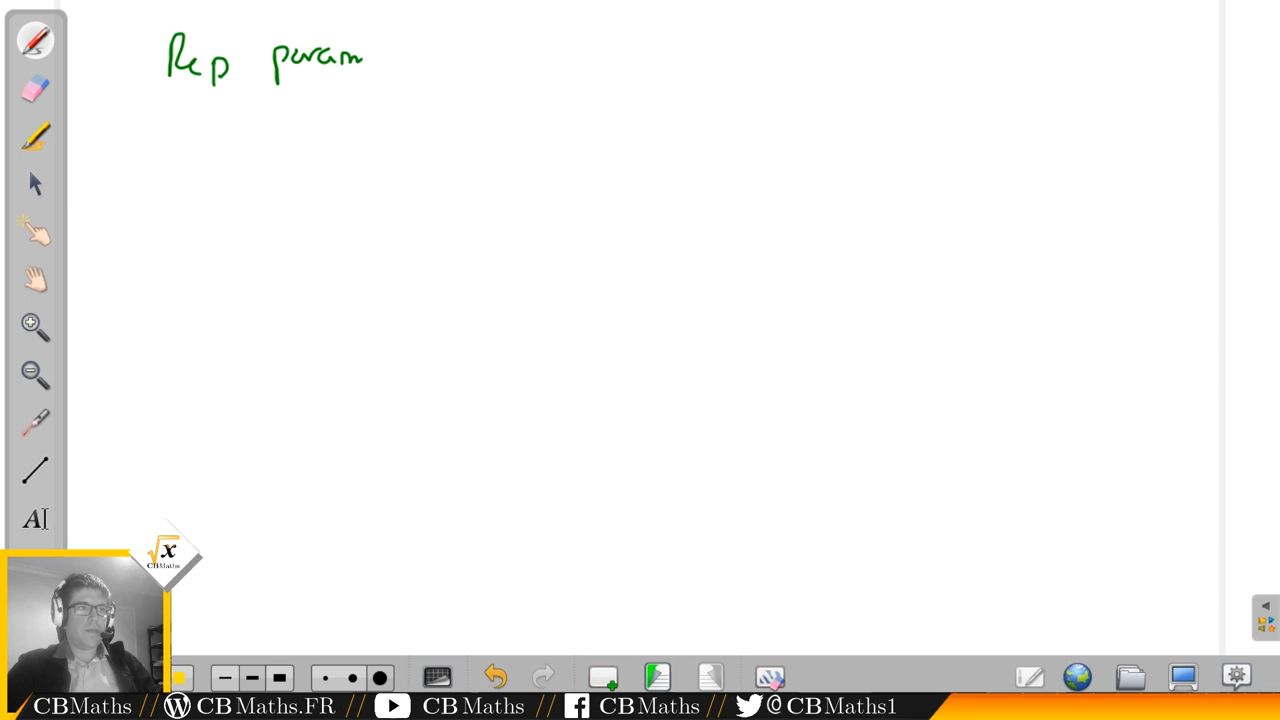 Rep param
A
√x
CBMaths
CBMaths // CBMaths.FR // CBMaths // CBMaths // @CBMaths1